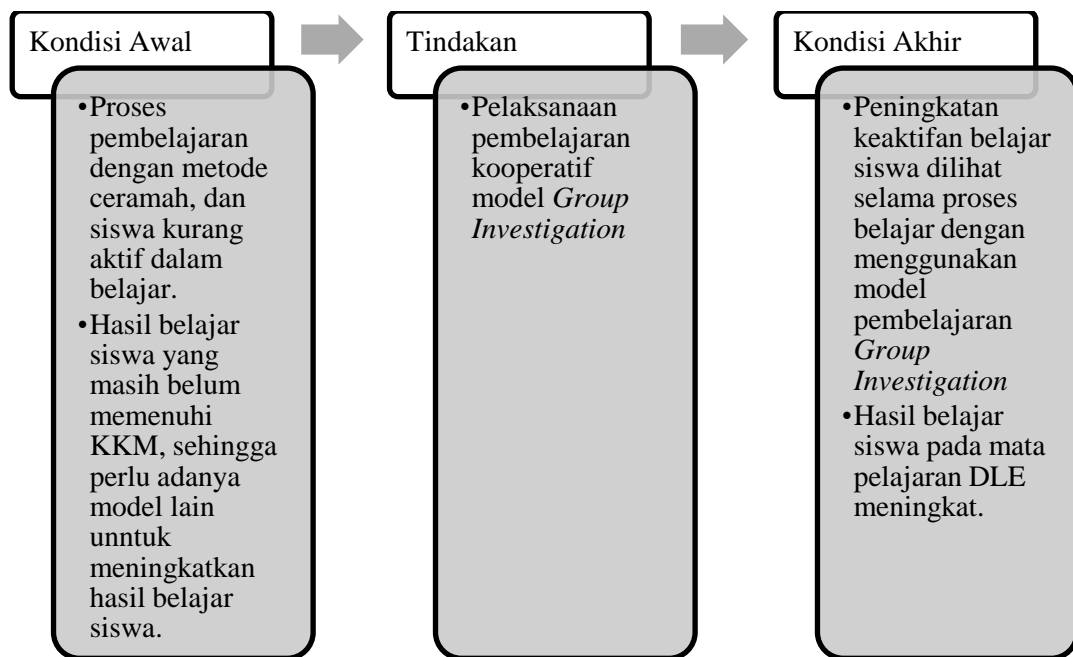 Kondisi Awal
•Proses
pembelajaran
dengan metode
ceramah, dan
siswa kurang
aktif dalam
belajar.
•Hasil belajar
siswa yang
masih belum
memenuhi
KKM, sehingga
perlu adanya
model lain
unntuk
meningkatkan
hasil belajar
siswa.
Tindakan
•Pelaksanaan
pembelajaran
kooperatif
model Group
Investigation
Kondisi Akhir
•Peningkatan
keaktifan belajar
siswa dilihat
selama proses
belajar dengan
menggunakan
model
pembelajaran
Group
Investigation
•Hasil belajar
siswa pada mata
pelajaran DLE
meningkat.